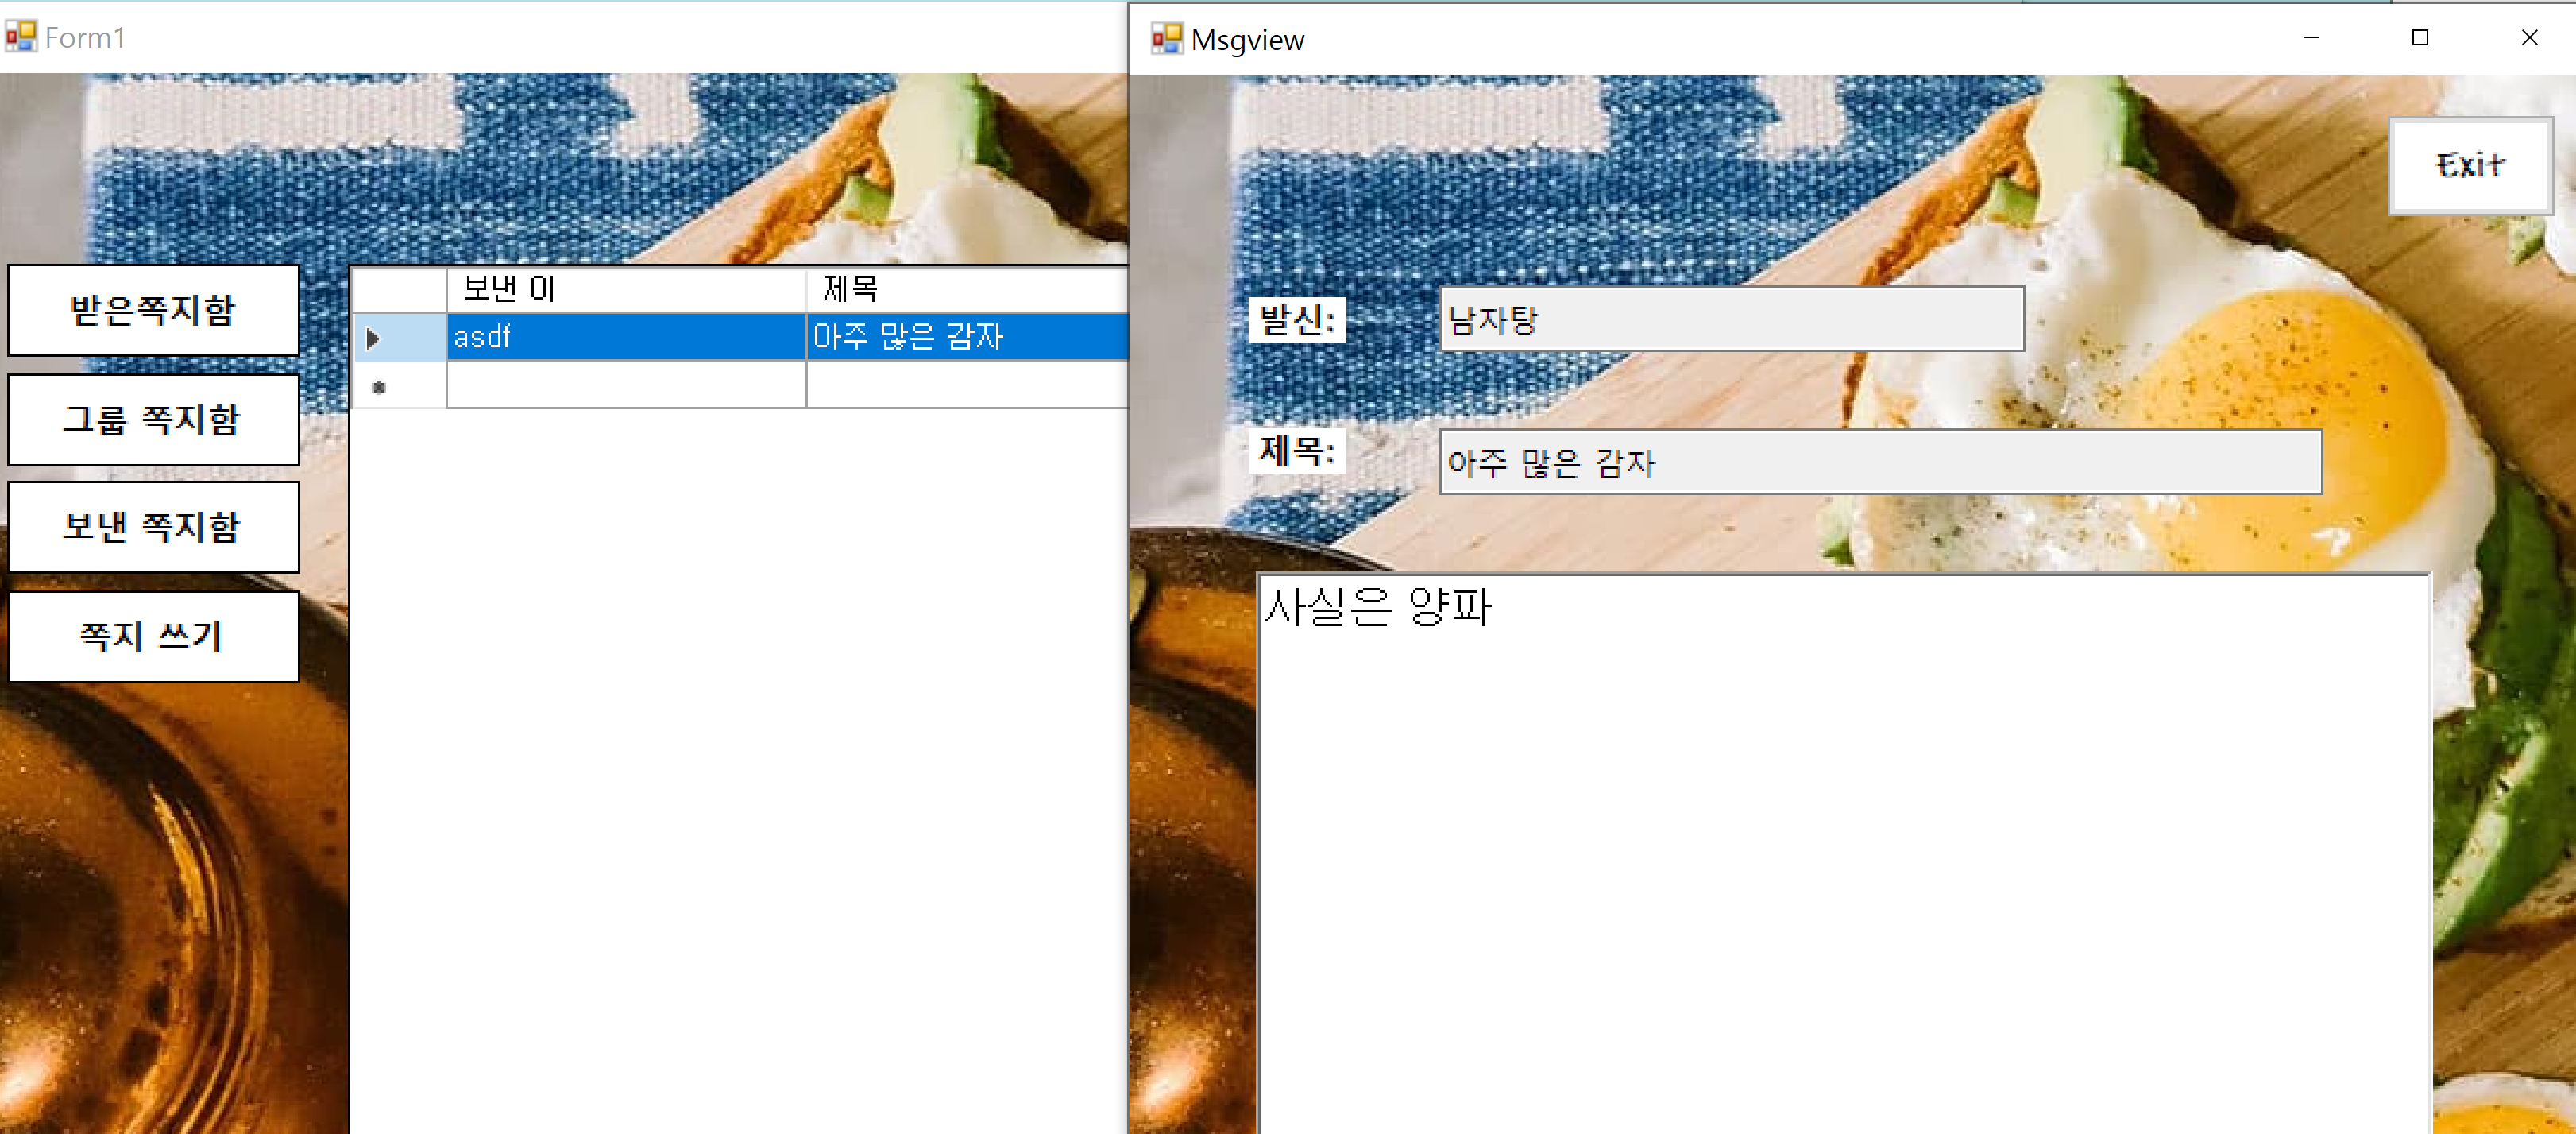 Form1
받은쪽지함
그룹 쪽지함
보낸 쪽지함
쪽지 쓰기
보낸 이 제목
asdf 아주 많은 감자
Msgview
Exit
발신: 남자탕
제목: 아주 많은 감자
사실은 양파